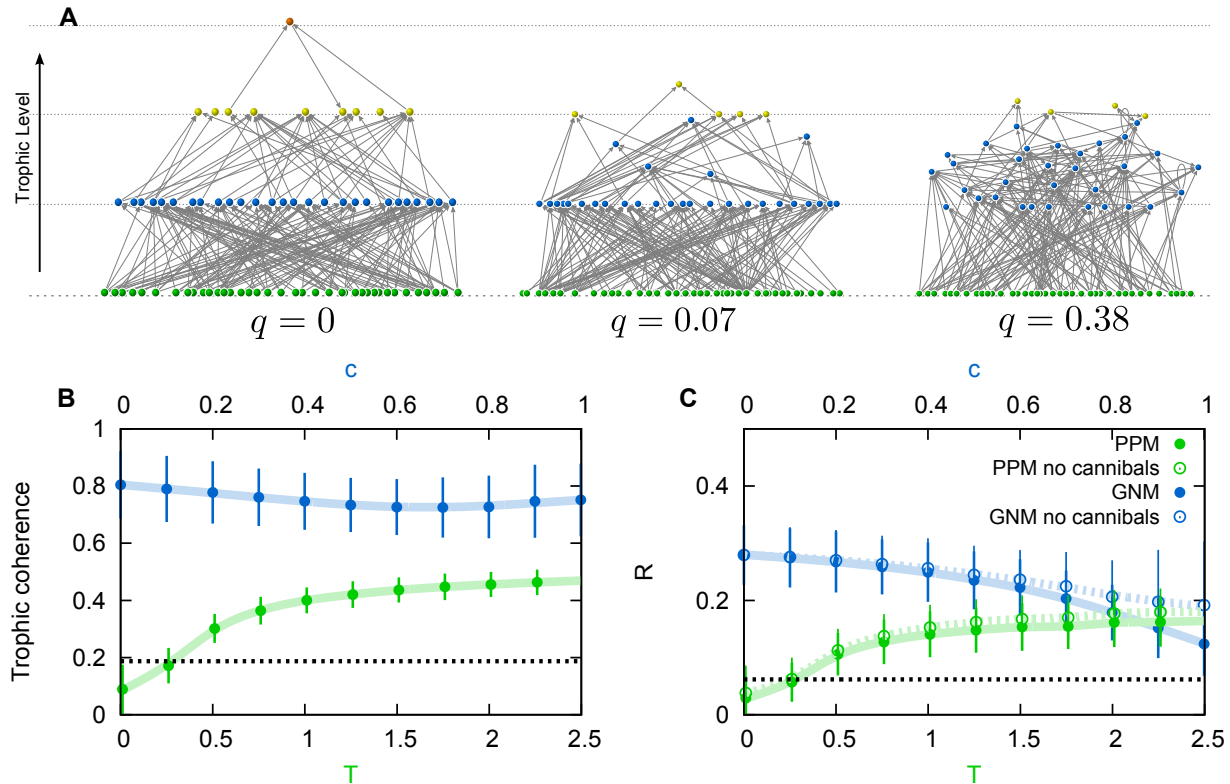 A
Trophic Level
q = 0
q = 0.07
q = 0.38
B
c
0 0.2 0.4 0.6 0.8 1
Trophic coherence
1
0.8
0.6
0.4
0.2
0
0 0.5 1 1.5 2 2.5
T
C
c
0 0.2 0.4 0.6 0.8 1
R
0.4
0.2
0
PPM
PPM no cannibals
GNM
GNM no cannibals
0 0.5 1 1.5 2 2.5
T